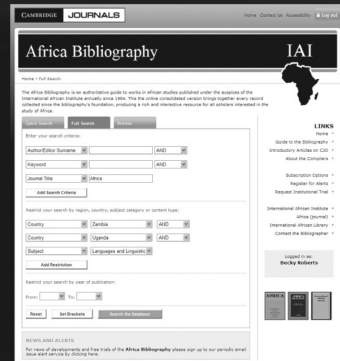 CAMBRIDGE JOURNALS
Home Contact Us Accessibility Log out
Africa Bibliography
IAI
Home > Full Search
The Africa Bibliography is an authoritative guide to works in African studies published under the auspices of the
International African Institute annually since 1984. This the online consolidated version brings together every record
collected since the bibliography's foundation, producing a rich and interactive resource for all scholars interested in the
study of Africa.
Quick Search Full Search Browse
Enter your search criteria:
Author/Editor Surname AND
Keyword AND
Journal Title Africa
Add Search Criteria
Restrict your search by region, country, subject category or content type:
Country Zambia AND
Country Uganda AND
Subject Languages and Linguistic
Add Restriction
Restrict your search by year of publication:
From: To:
Reset Set Brackets Search the Database
NEWS AND ALERTS
For news of developments and free trials of the Africa Bibliography please sign up to our periodic email
issue alert service by clicking here.
LINKS
Home
Guide to the Bibliography
Introductory Articles on CJO
About the Compilers
Subscription Options
Register for Alerts
Request Institutional Trial
International African Institute
Africa (journal)
International African Library
Contact the Bibliographer
Logged in as:
Becky Roberts
AFRICA
AFRICA